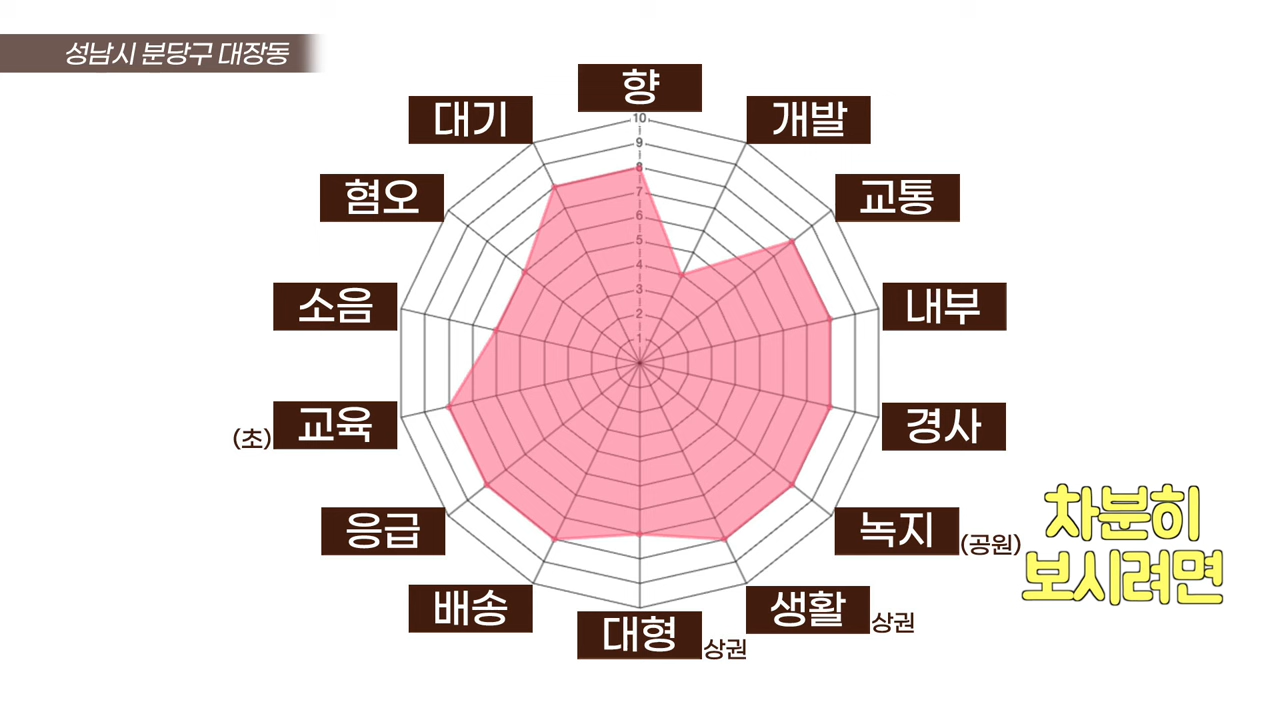 성남시 분당구 대장동
향
대기
개발
혐오
교통
소음
내부
(초) 교육
경사
응급
녹지 (공원)
배송
생활 상권
대형 상권
10
9
8
7
6
5
4
3
2
1
차분히
보시려면